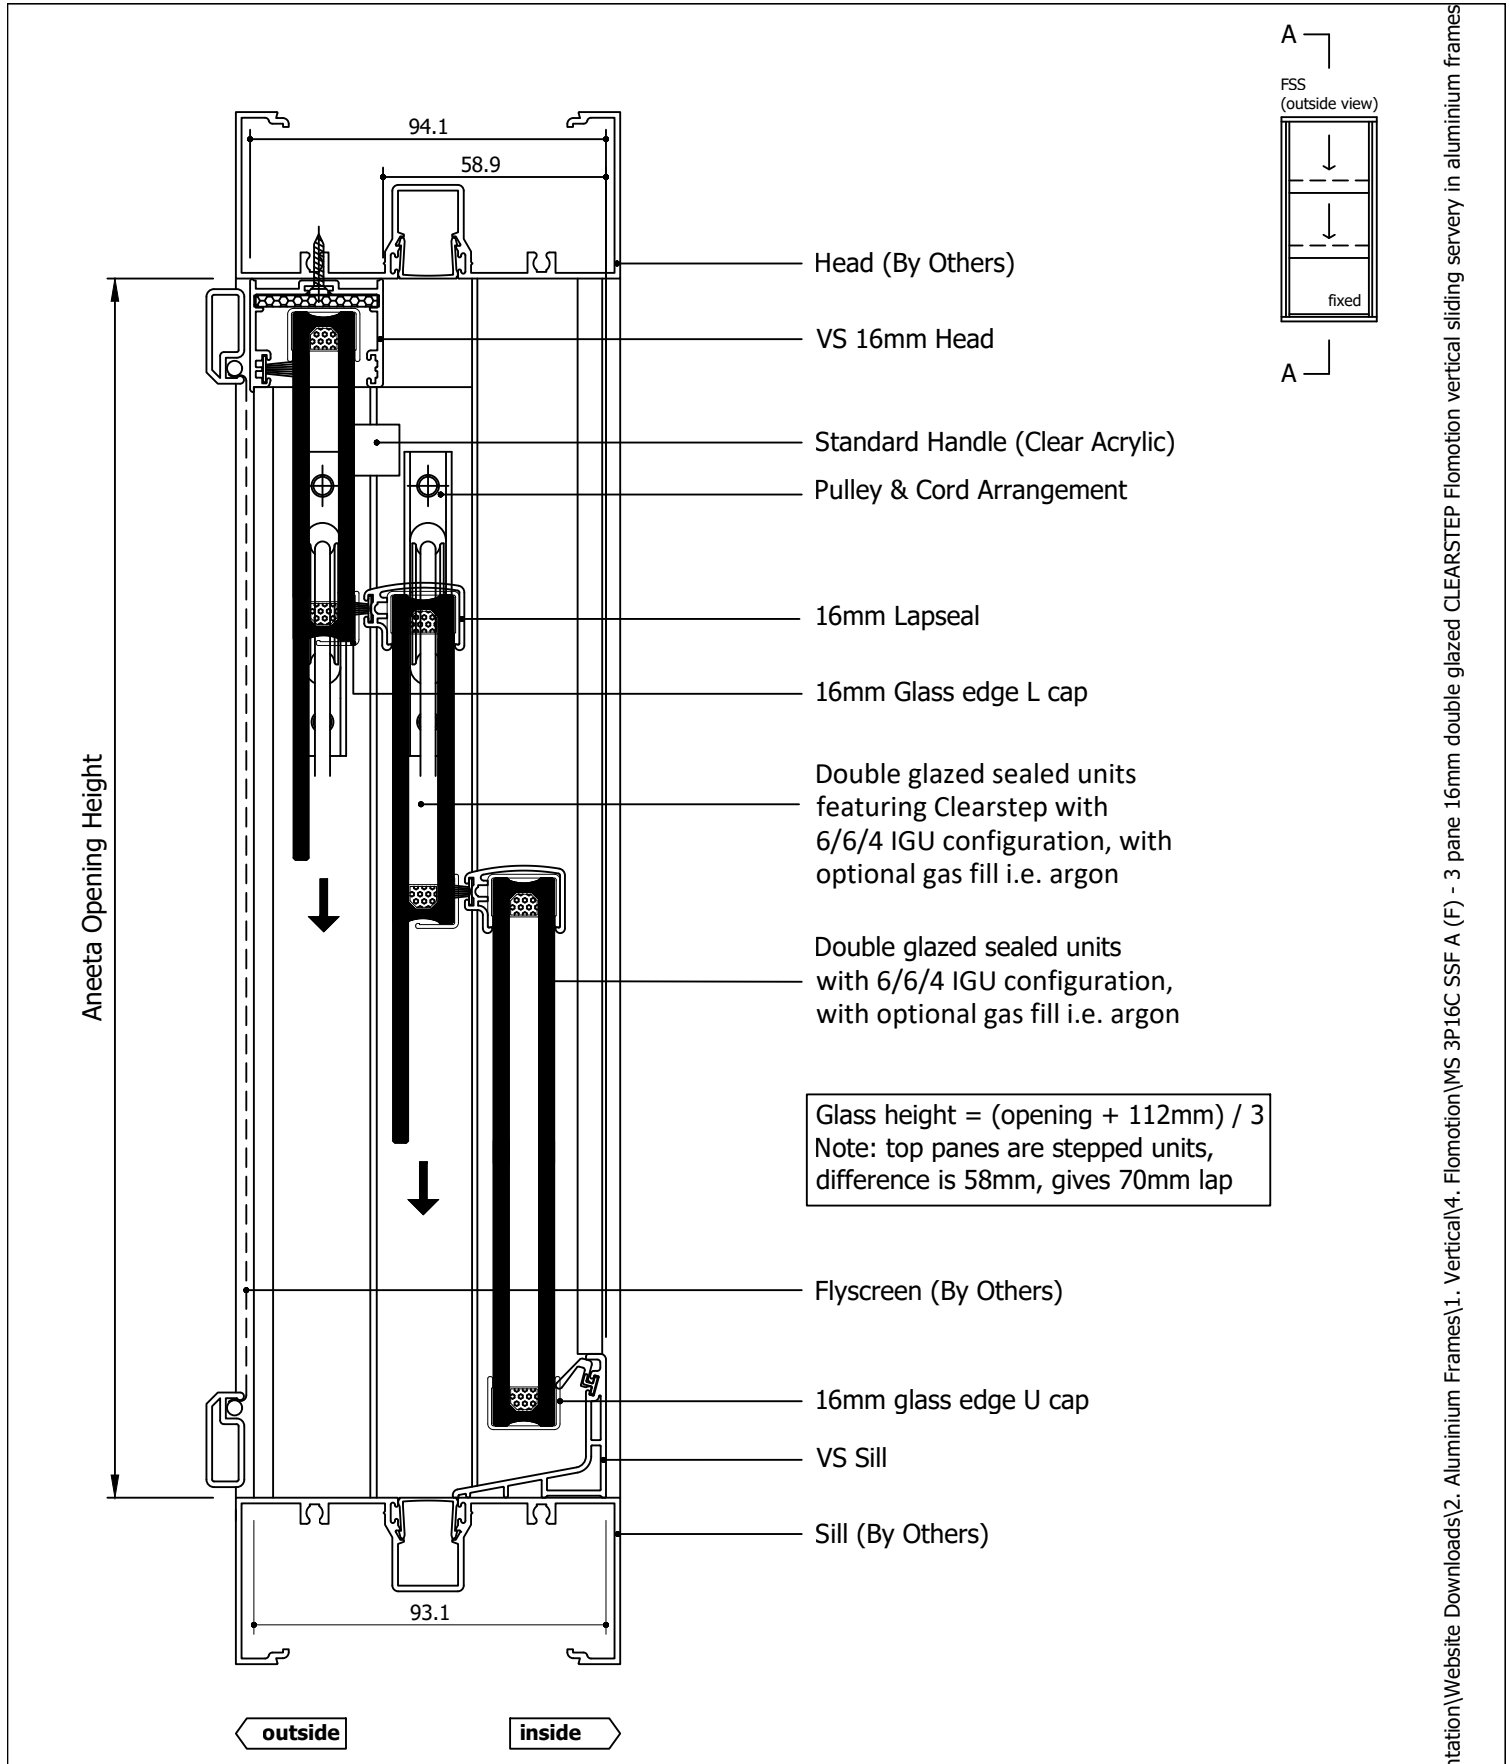 A
FSS
(outside view)
fixed
A
94.1
58.9
Head (By Others)
VS 16mm Head
Standard Handle (Clear Acrylic)
Pulley & Cord Arrangement
16mm Lapseal
16mm Glass edge L cap
Double glazed sealed units
featuring Clearstep with
6/6/4 IGU configuration, with
optional gas fill i.e. argon
Double glazed sealed units
with 6/6/4 IGU configuration,
with optional gas fill i.e. argon
Glass height = (opening + 112mm) / 3
Note: top panes are stepped units,
difference is 58mm, gives 70mm lap
Flyscreen (By Others)
16mm glass edge U cap
VS Sill
Sill (By Others)
Aneeta Opening Height
93.1
outside
inside
ntation\Website Downloads\2. Aluminium Frames\1. Vertical\4. Flomotion\MS 3P16C SSF A (F) - 3 pane 16mm double glazed CLEARSTEP Flomotion vertical sliding servery in aluminium frames